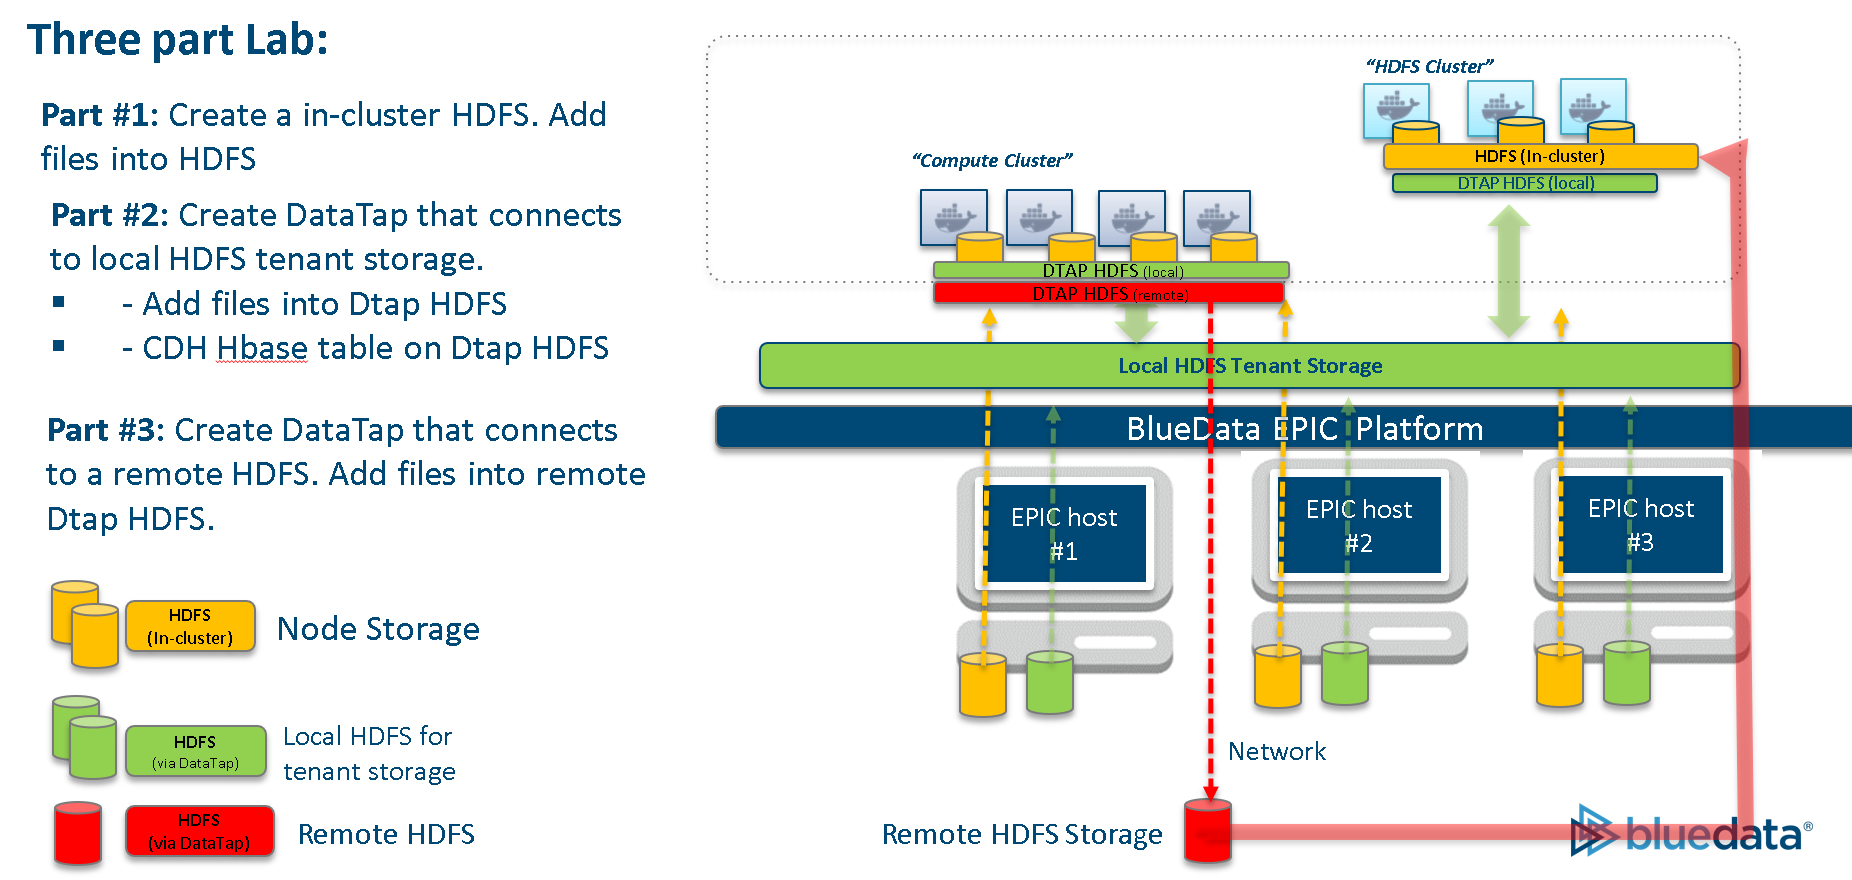 Three part Lab:
Part #1: Create a in-cluster HDFS. Add
files into HDFS
Part #2: Create DataTap that connects
to local HDFS tenant storage.
▪ - Add files into Dtap HDFS
▪ - CDH Hbase table on Dtap HDFS
Part #3: Create DataTap that connects
to a remote HDFS. Add files into remote
Dtap HDFS.
HDFS
(In-cluster)
Node Storage
HDFS
(via DataTap)
Local HDFS for
tenant storage
HDFS
(via DataTap)
Remote HDFS
“HDFS Cluster”
HDFS (In-cluster)
DTAP HDFS (local)
“Compute Cluster”
DTAP HDFS (local)
DTAP HDFS (remote)
Local HDFS Tenant Storage
BlueData EPIC Platform
EPIC host
#1
EPIC host
#2
EPIC host
#3
Network
Remote HDFS Storage
bluedata®